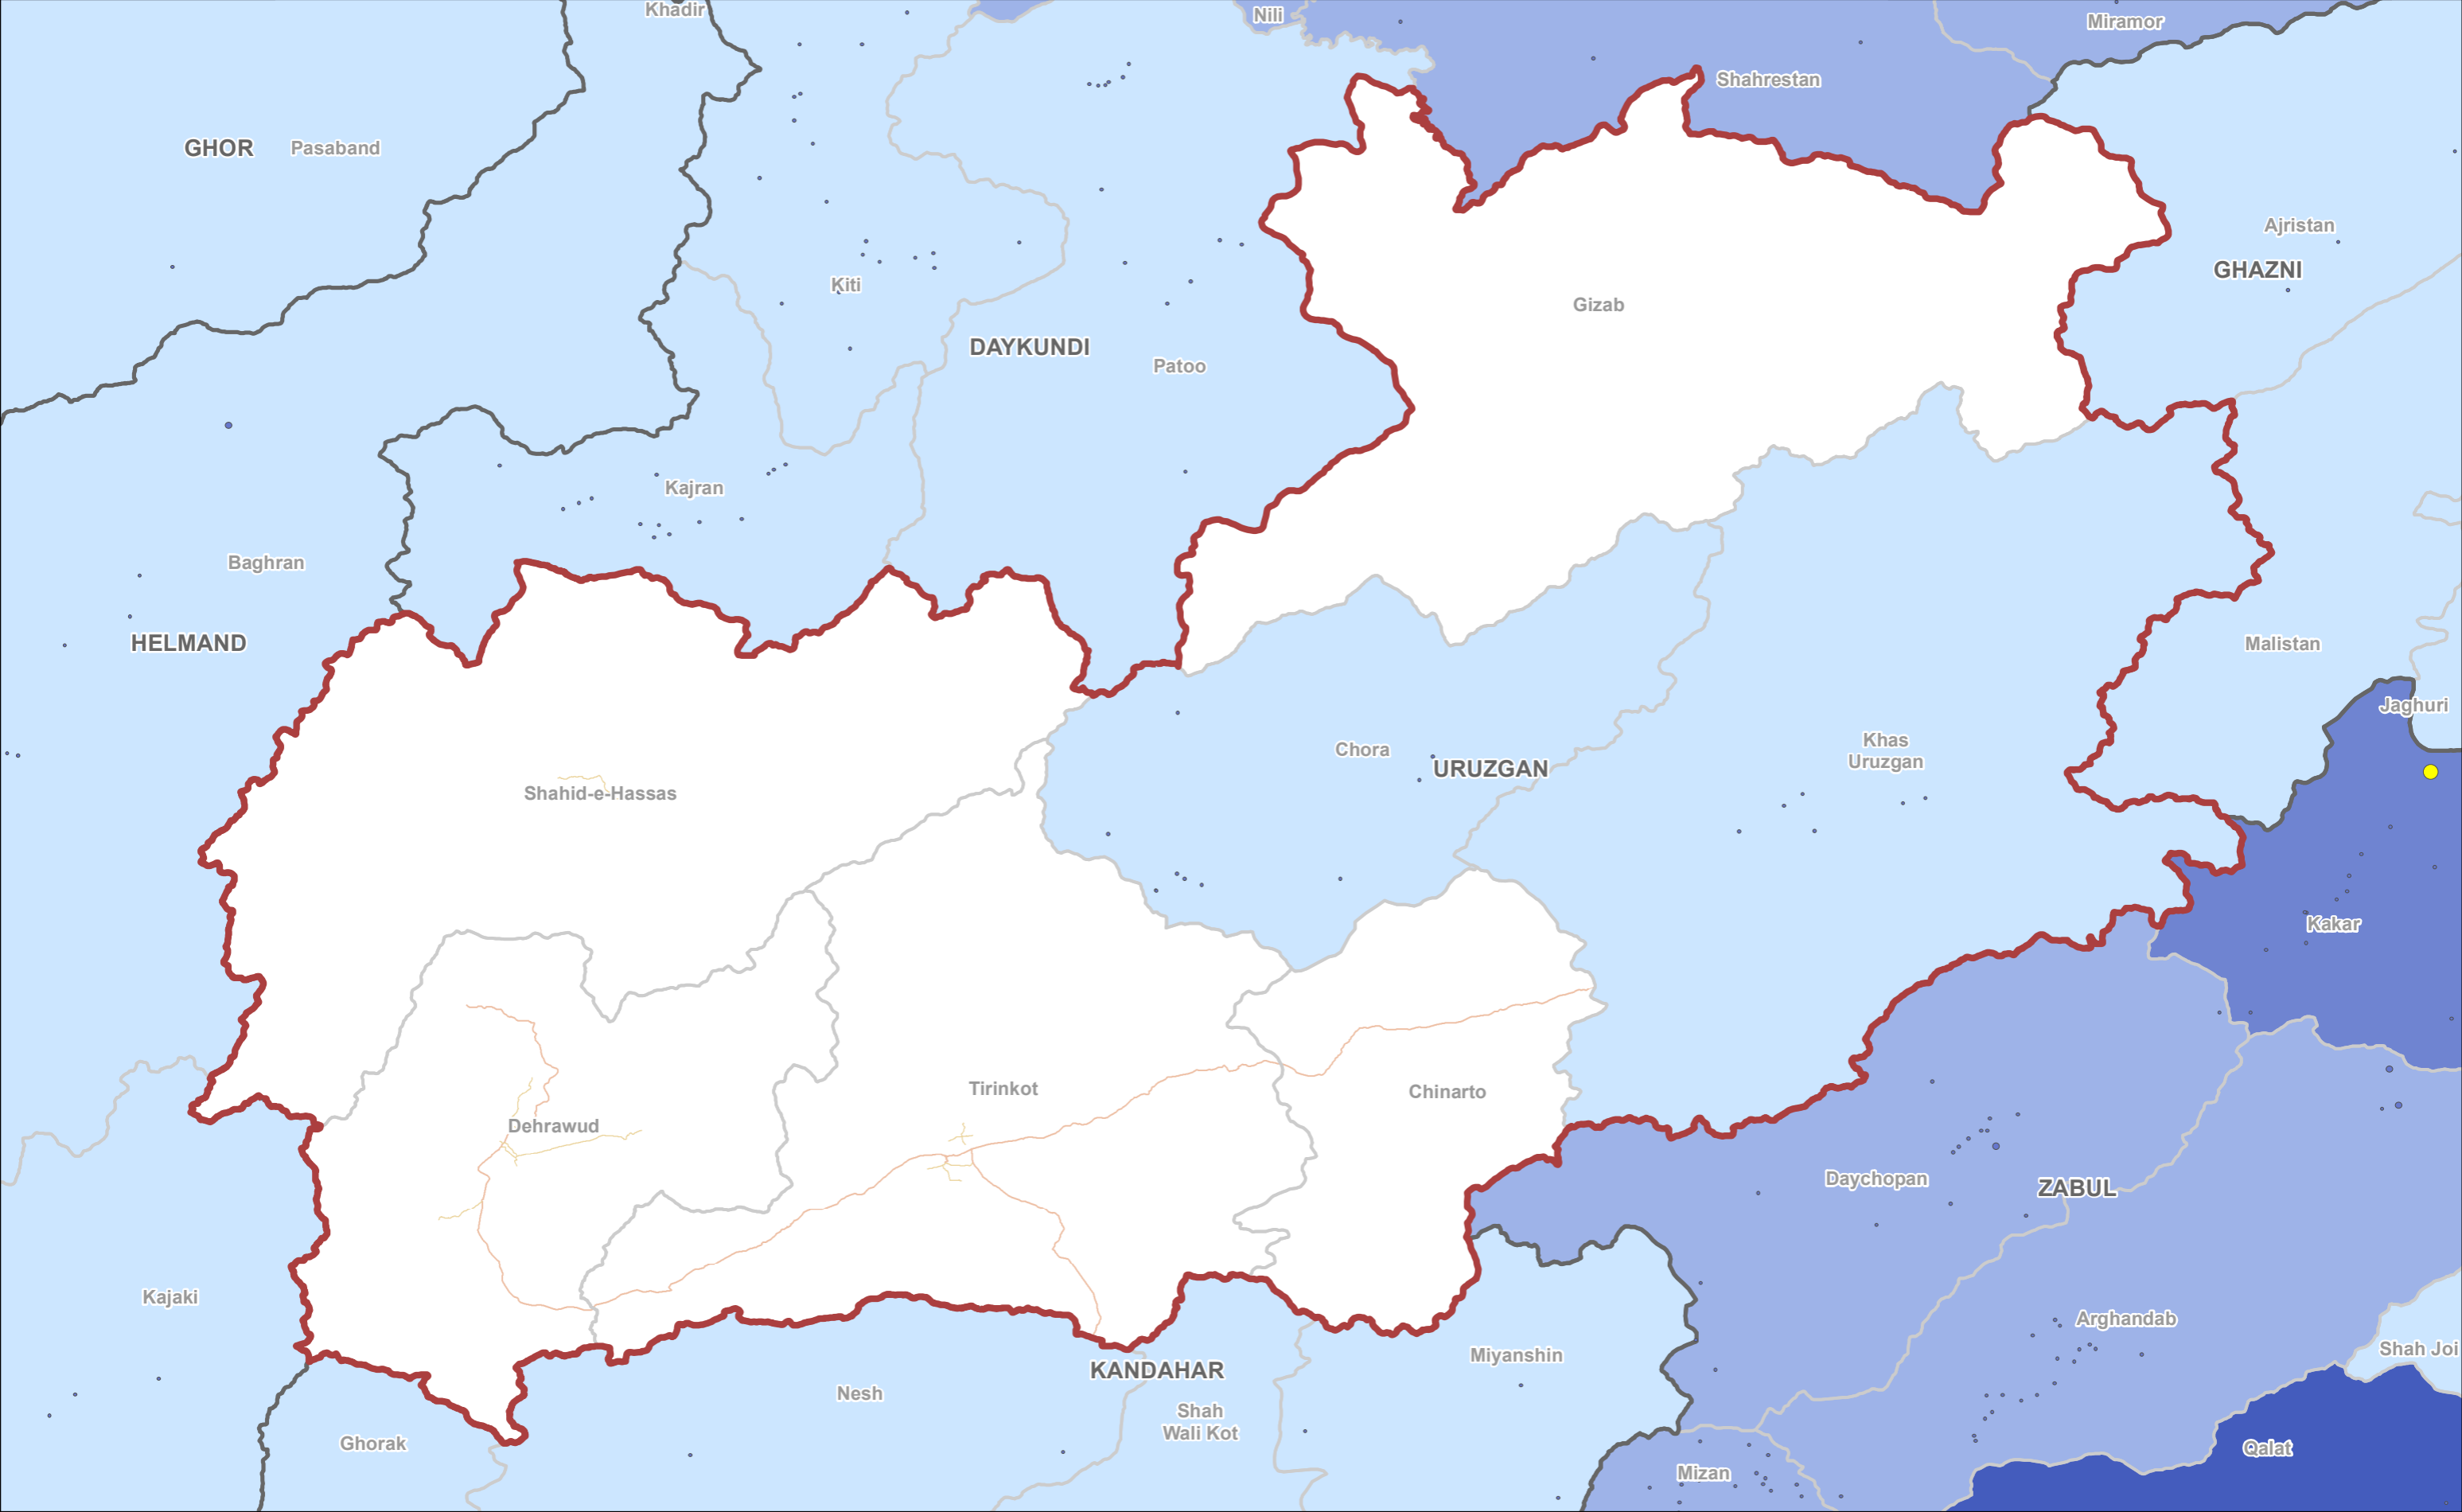 Khadir
Nili
Miramor
Shahrestan
GHOR
Pasaband
Ajristan
GHAZNI
Kiti
Gizab
DAYKUNDI
Patoo
Kajran
Baghran
HELMAND
Malistan
Jaghuri
Chora
URUZGAN
Khas
Uruzgan
Shahid-e-Hassas
Kakar
Tirinkot
Chinarto
Dehrawud
Daychopan
ZABUL
Kajaki
Arghandab
Shah Joi
Miyanshin
KANDAHAR
Nesh
Shah
Wali Kot
Ghorak
Qalat
Mizan